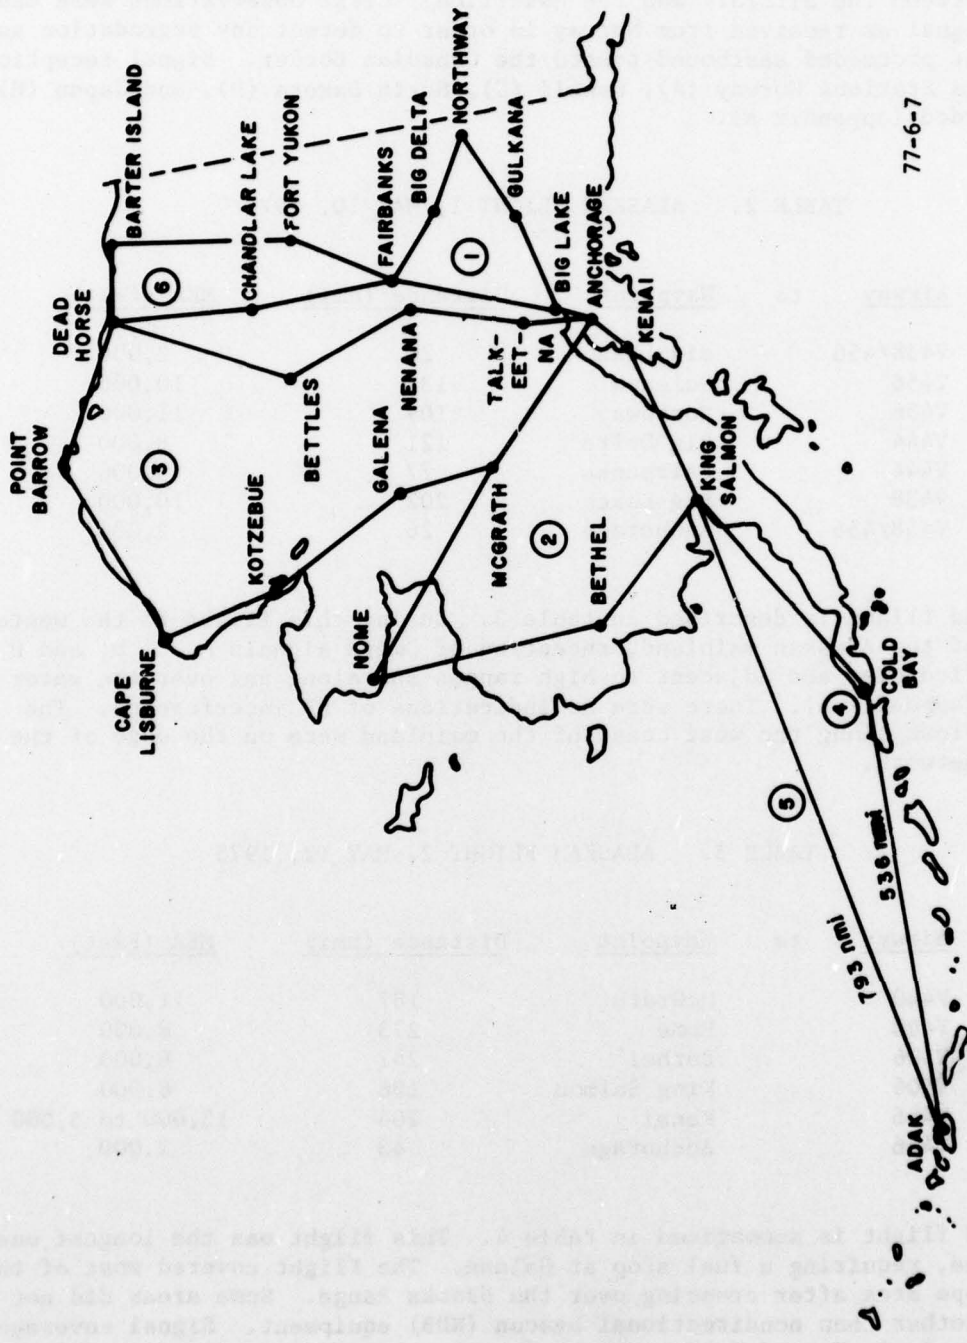 POINT
BARROW
DEAD
HORSE
BARTER ISLAND
CAPE
LISBURNE
KOTZEBUE
3
6
CHANDLAR LAKE
FORT YUKON
BETTLES
FAIRBANKS
GALENA
NENANA
BIG DELTA
NORTHWAY
NOME
MCGRATH
TALK-
EET-
NA
1
GULKANA
BIG LAKE
ANCHORAGE
2
BETHEL
KENAI
KING
SALMON
5
4
COLD
BAY
793 nmi
538 nmi
ADAK
77-6-7